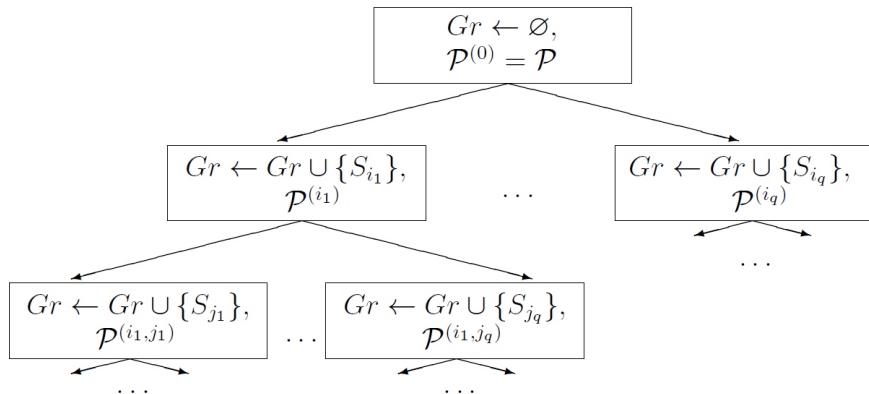 Gr ← ∅,
𝒫⁽⁰⁾ = 𝒫
Gr ← Gr ∪ {S_{i_1}},
𝒫^{(i_1)}
...
Gr ← Gr ∪ {S_{i_q}},
𝒫^{(i_q)}
...
Gr ← Gr ∪ {S_{j_1}},
𝒫^{(i_1,j_1)}
...
Gr ← Gr ∪ {S_{j_q}},
𝒫^{(i_1,j_q)}
...
...